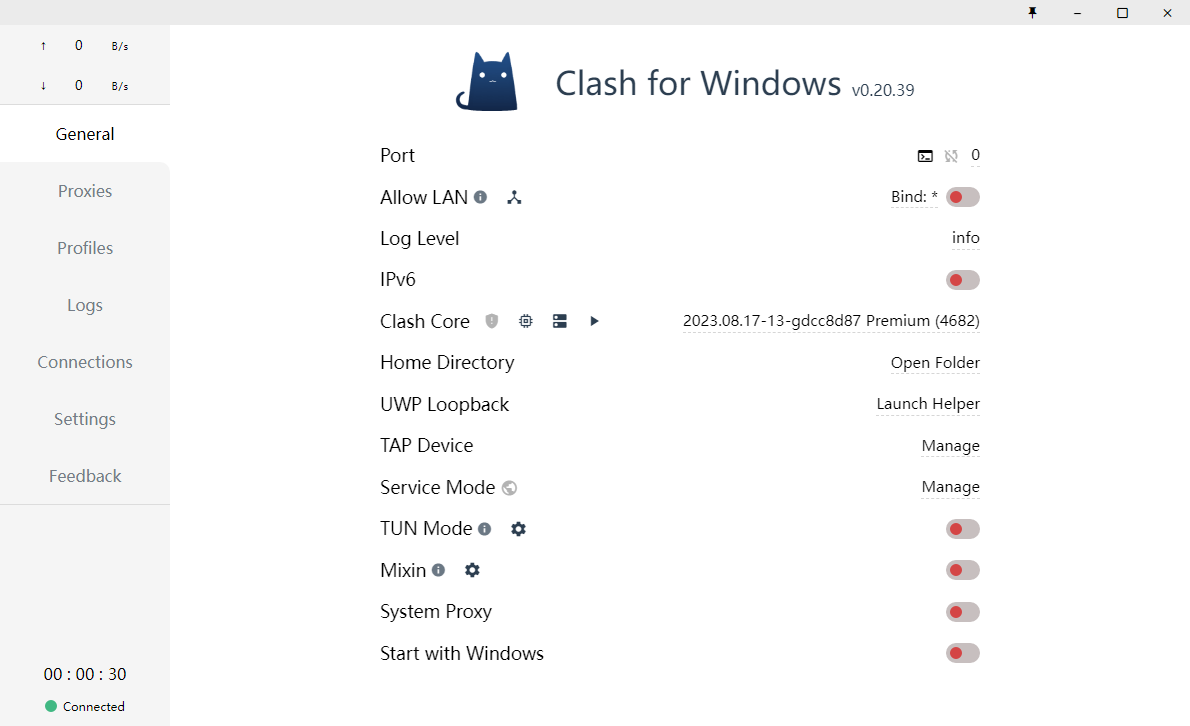 ↑ 0 B/s
↓ 0 B/s
General
Proxies
Profiles
Logs
Connections
Settings
Feedback
00 : 00 : 30
Connected
Clash for Windows v0.20.39
Port 0
Allow LAN Bind: *
Log Level info
IPv6
Clash Core 2023.08.17-13-gdcc8d87 Premium (4682)
Home Directory Open Folder
UWP Loopback Launch Helper
TAP Device Manage
Service Mode Manage
TUN Mode
Mixin
System Proxy
Start with Windows